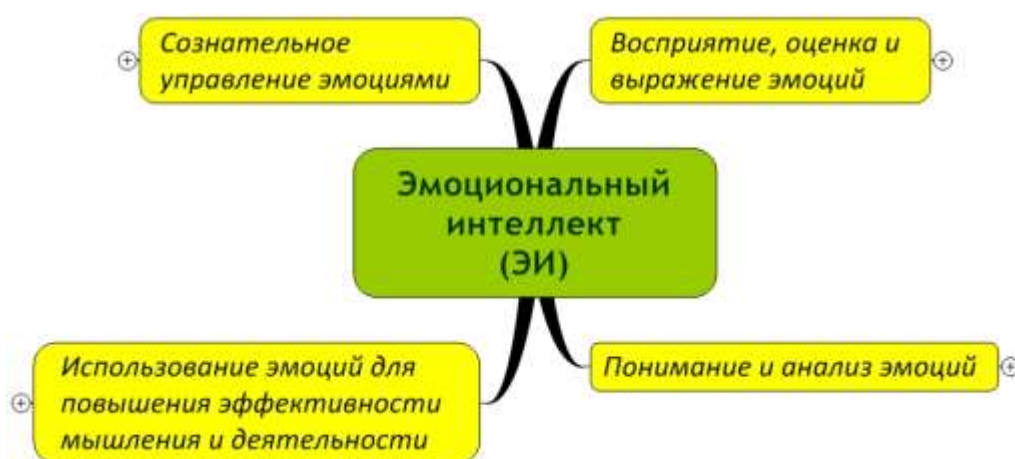 Сознательное
управление эмоциями
Восприятие, оценка и
выражение эмоций
Эмоциональный
интеллект
(ЭИ)
Использование эмоций для
повышения эффективности
мышления и деятельности
Понимание и анализ эмоций